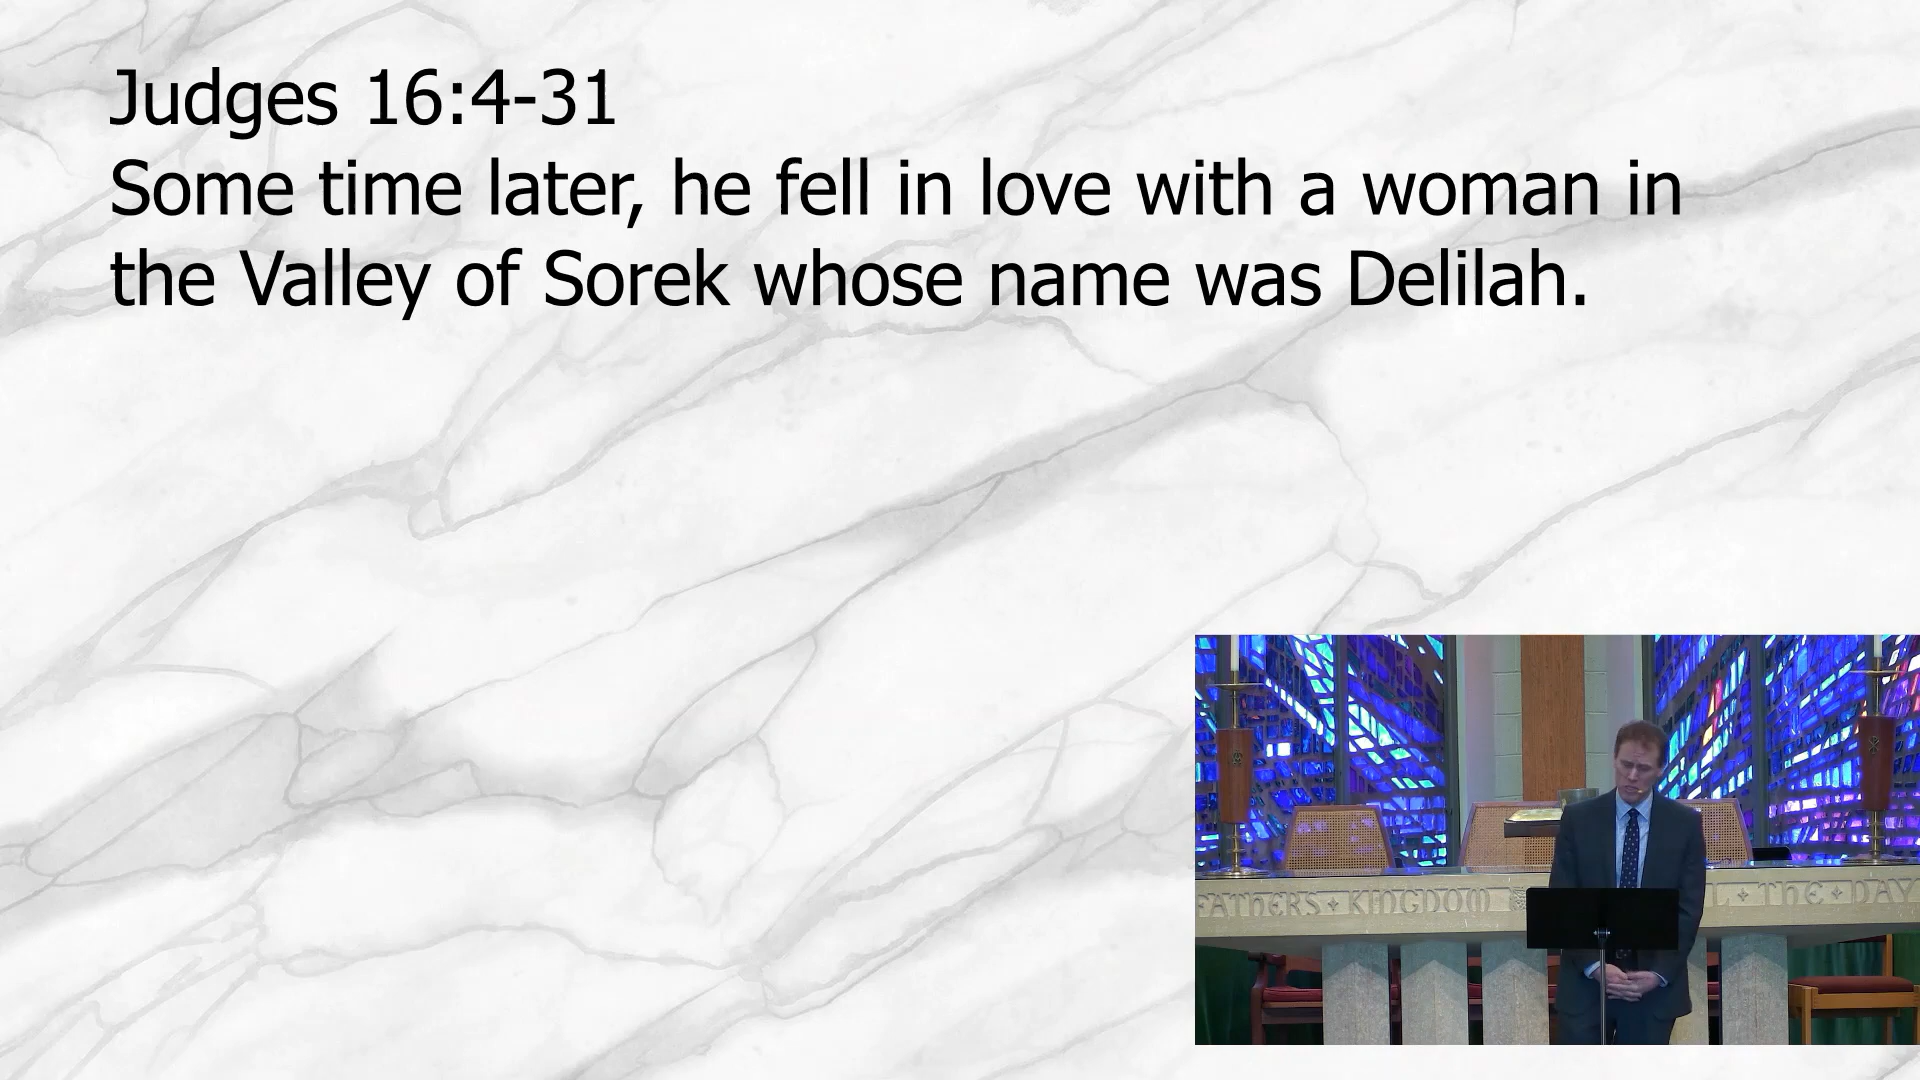 Judges 16:4-31
Some time later, he fell in love with a woman in
the Valley of Sorek whose name was Delilah.
FATHERS + KINGDOM L + THE + DAY